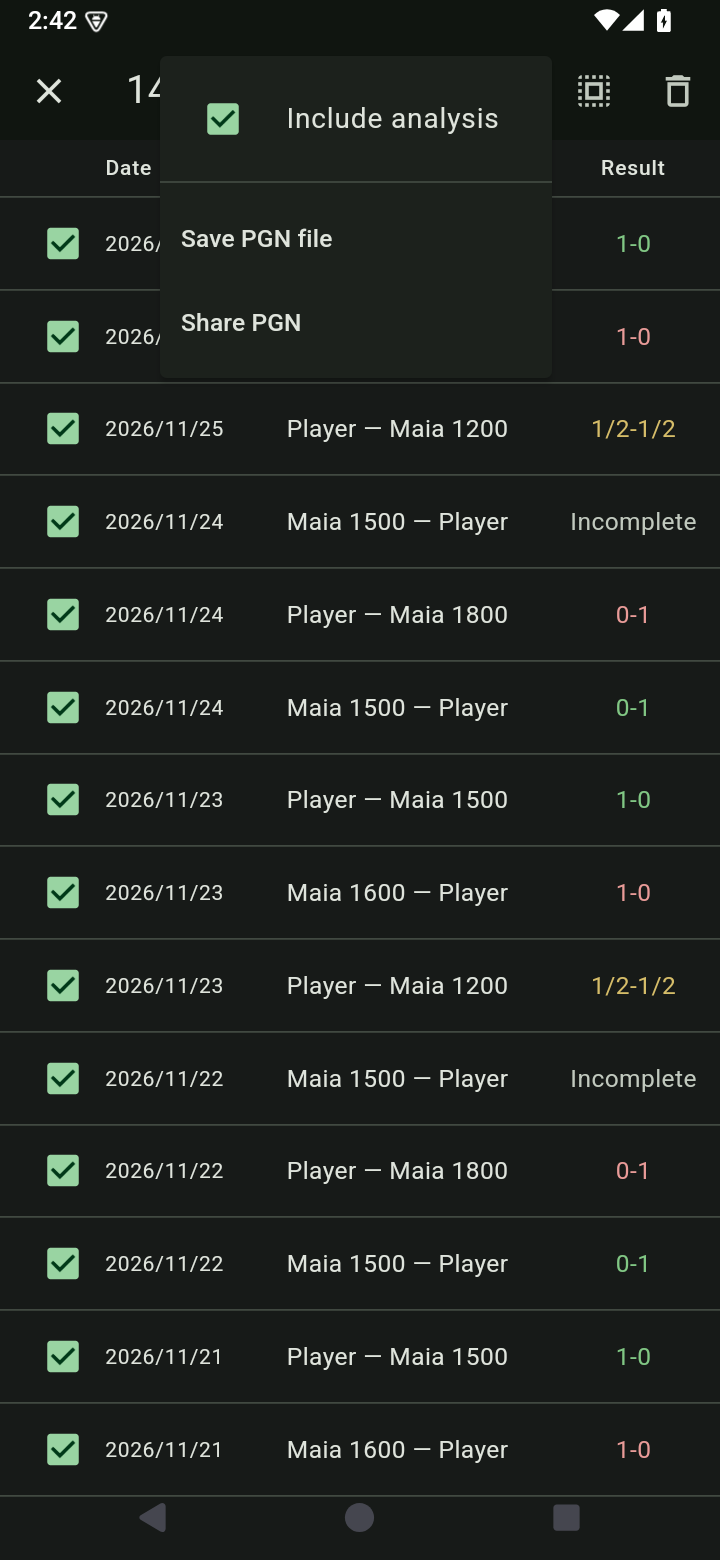 2:42
14
Include analysis
Date Result
Save PGN file
Share PGN
2026/ 1-0
2026/ 1-0
2026/11/25 Player — Maia 1200 1/2-1/2
2026/11/24 Maia 1500 — Player Incomplete
2026/11/24 Player — Maia 1800 0-1
2026/11/24 Maia 1500 — Player 0-1
2026/11/23 Player — Maia 1500 1-0
2026/11/23 Maia 1600 — Player 1-0
2026/11/23 Player — Maia 1200 1/2-1/2
2026/11/22 Maia 1500 — Player Incomplete
2026/11/22 Player — Maia 1800 0-1
2026/11/22 Maia 1500 — Player 0-1
2026/11/21 Player — Maia 1500 1-0
2026/11/21 Maia 1600 — Player 1-0